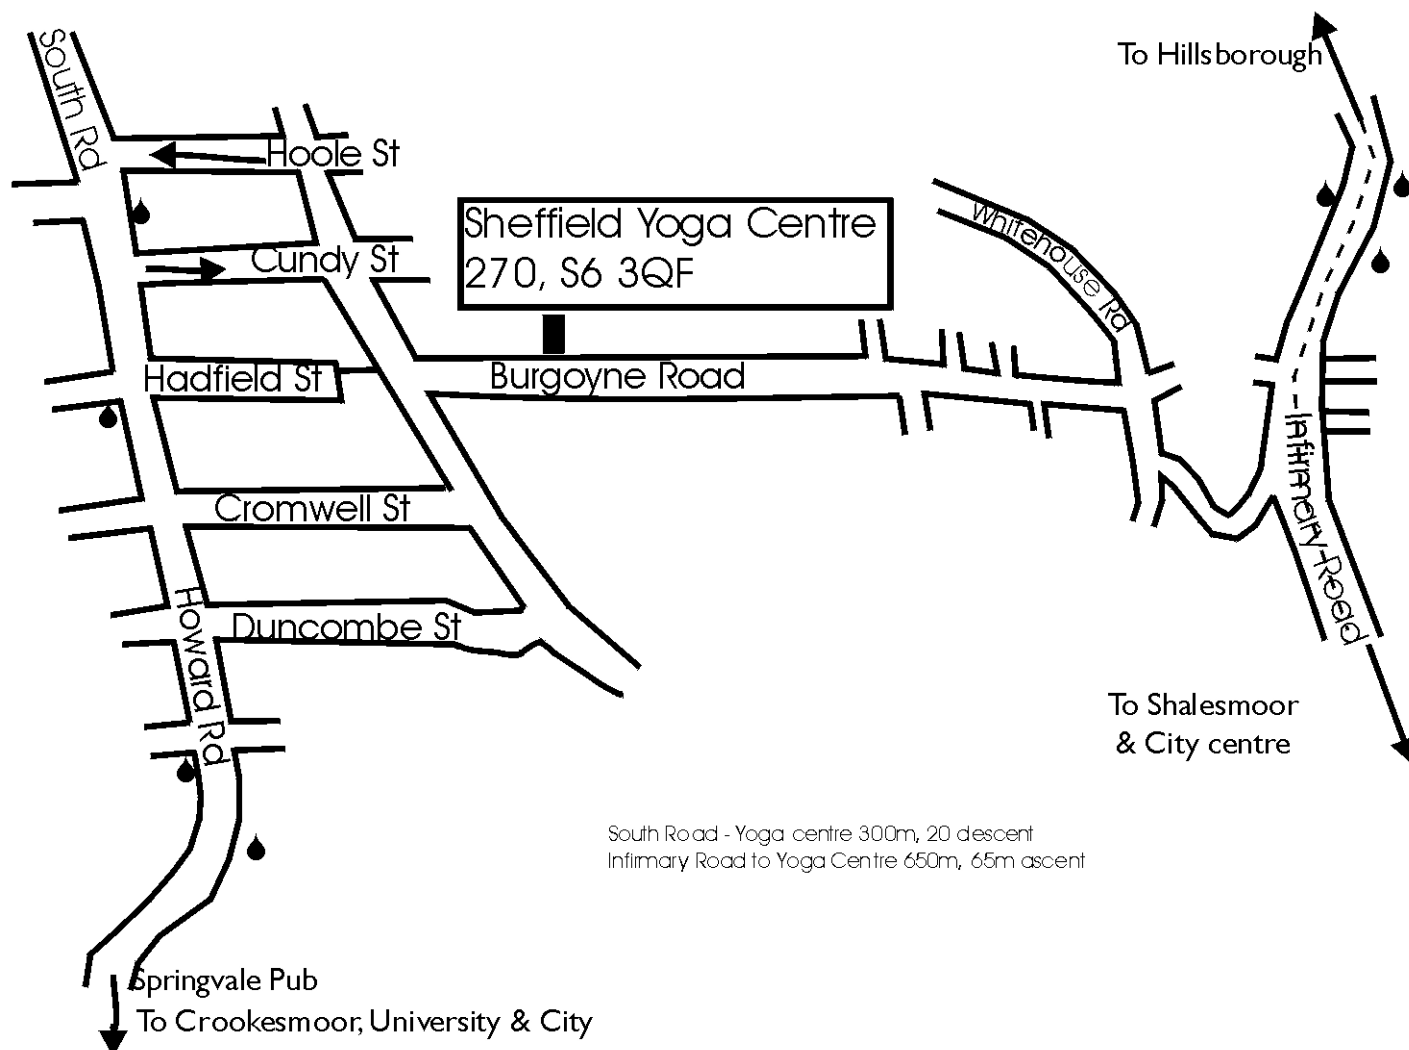 To Hillsborough
South Rd
Hoole St
Sheffield Yoga Centre
270, S6 3QF
Whitehouse Rd
Cundy St
Hadfield St
Burgoyne Road
Infirmary Road
Cromwell St
Howard Rd
Duncombe St
To Shalesmoor
& City centre
South Road - Yoga centre 300m, 20 descent
Infirmary Road to Yoga Centre 650m, 65m ascent
Springvale Pub
To Crookesmoor, University & City